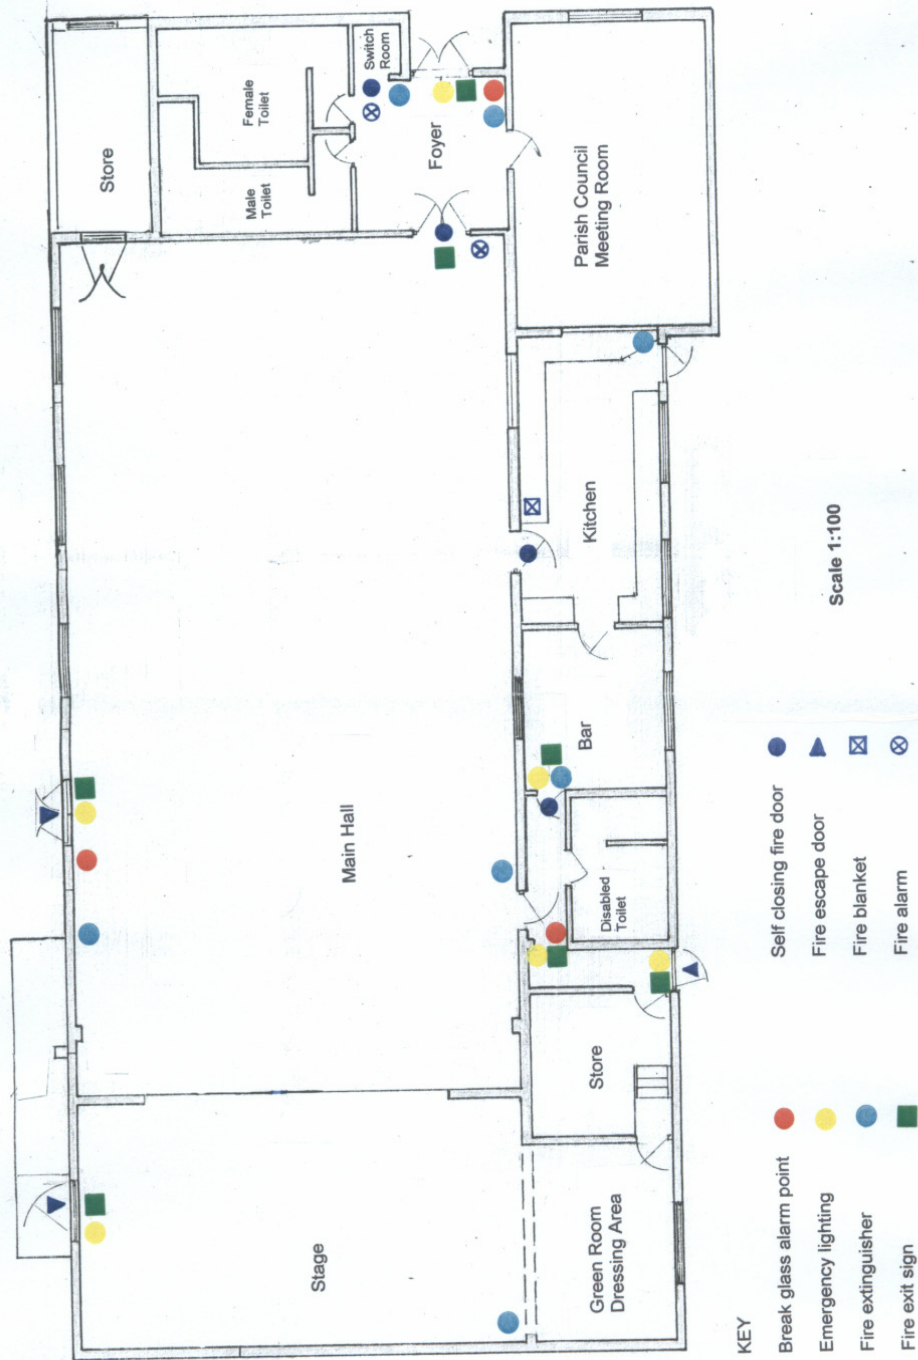 Store
Female
Toilet
Switch
Room
Male
Toilet
Foyer
Parish Council
Meeting Room
Main Hall
Kitchen
Bar
Disabled
Toilet
Store
Stage
Green Room
Dressing Area
Scale 1:100
KEY
Break glass alarm point
Emergency lighting
Fire extinguisher
Fire exit sign
Self closing fire door
Fire escape door
Fire blanket
Fire alarm